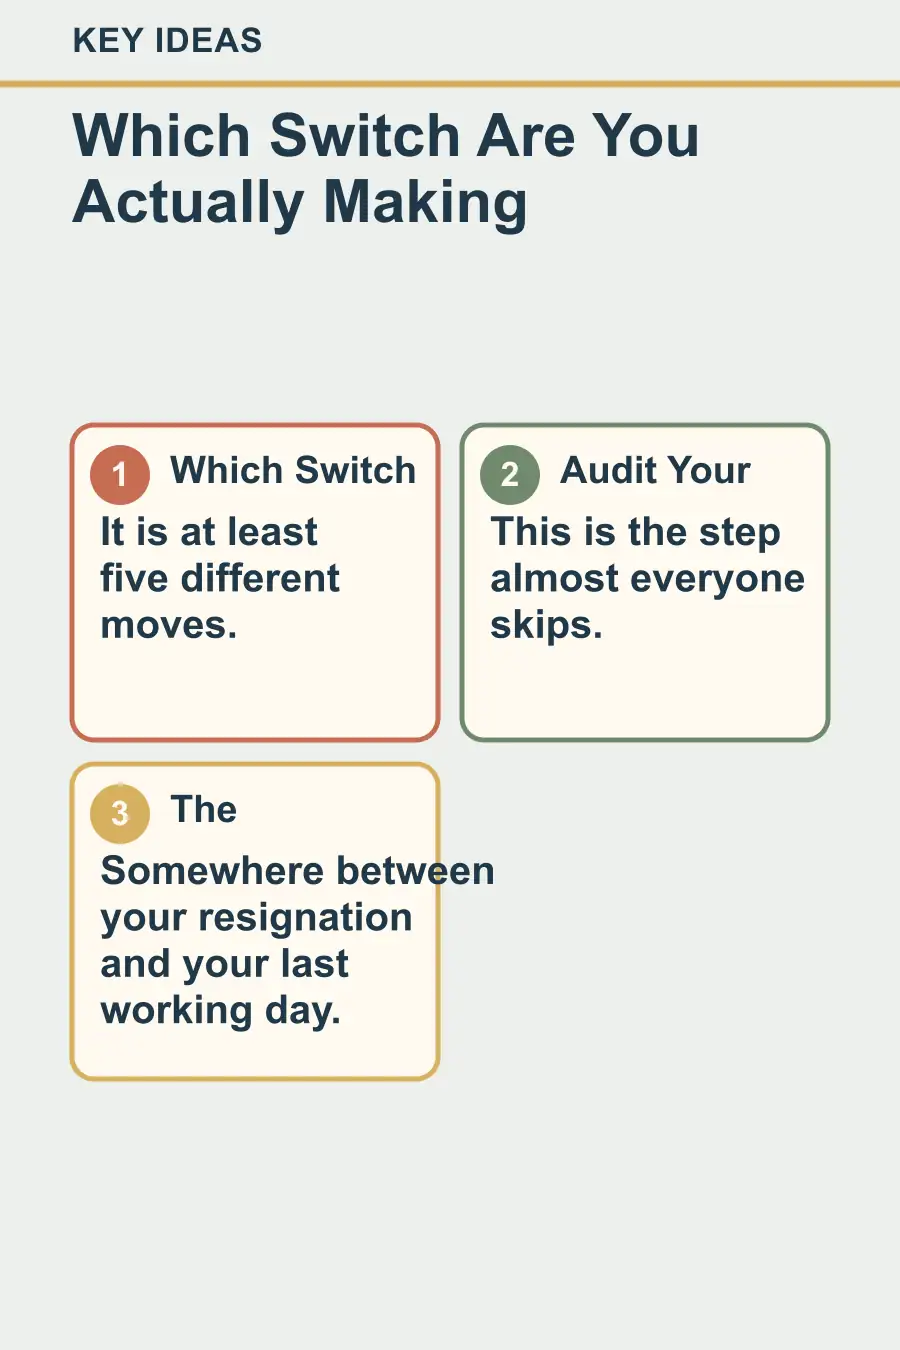 KEY IDEAS
Which Switch Are You
Actually Making
1 Which Switch
It is at least
five different
moves.
2 Audit Your
This is the step
almost everyone
skips.
3 The
Somewhere between
your resignation
and your last
working day.